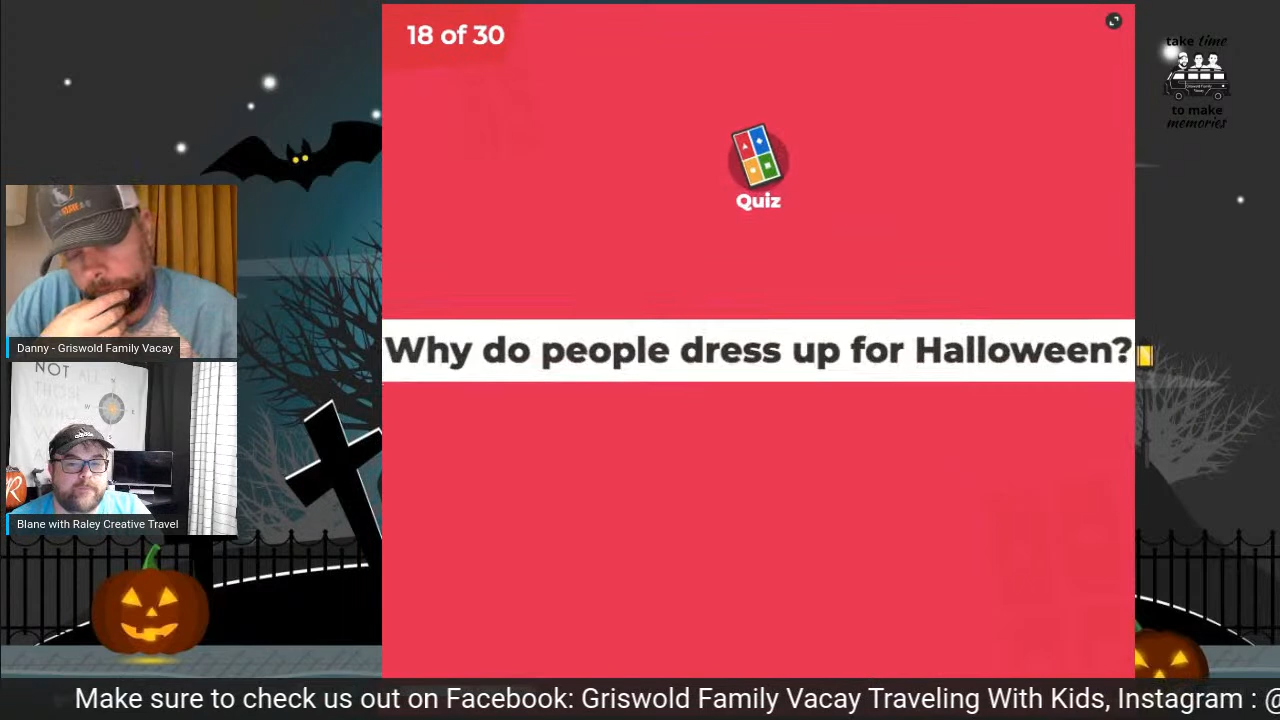 18 of 30
Quiz
Why do people dress up for Halloween?
take time
to make
memories
Danny - Griswold Family Vacay
NOT ALL
THOSE
WHO
N
W
E
S
Blane with Raley Creative Travel
Make sure to check us out on Facebook: Griswold Family Vacay Traveling With Kids, Instagram : @